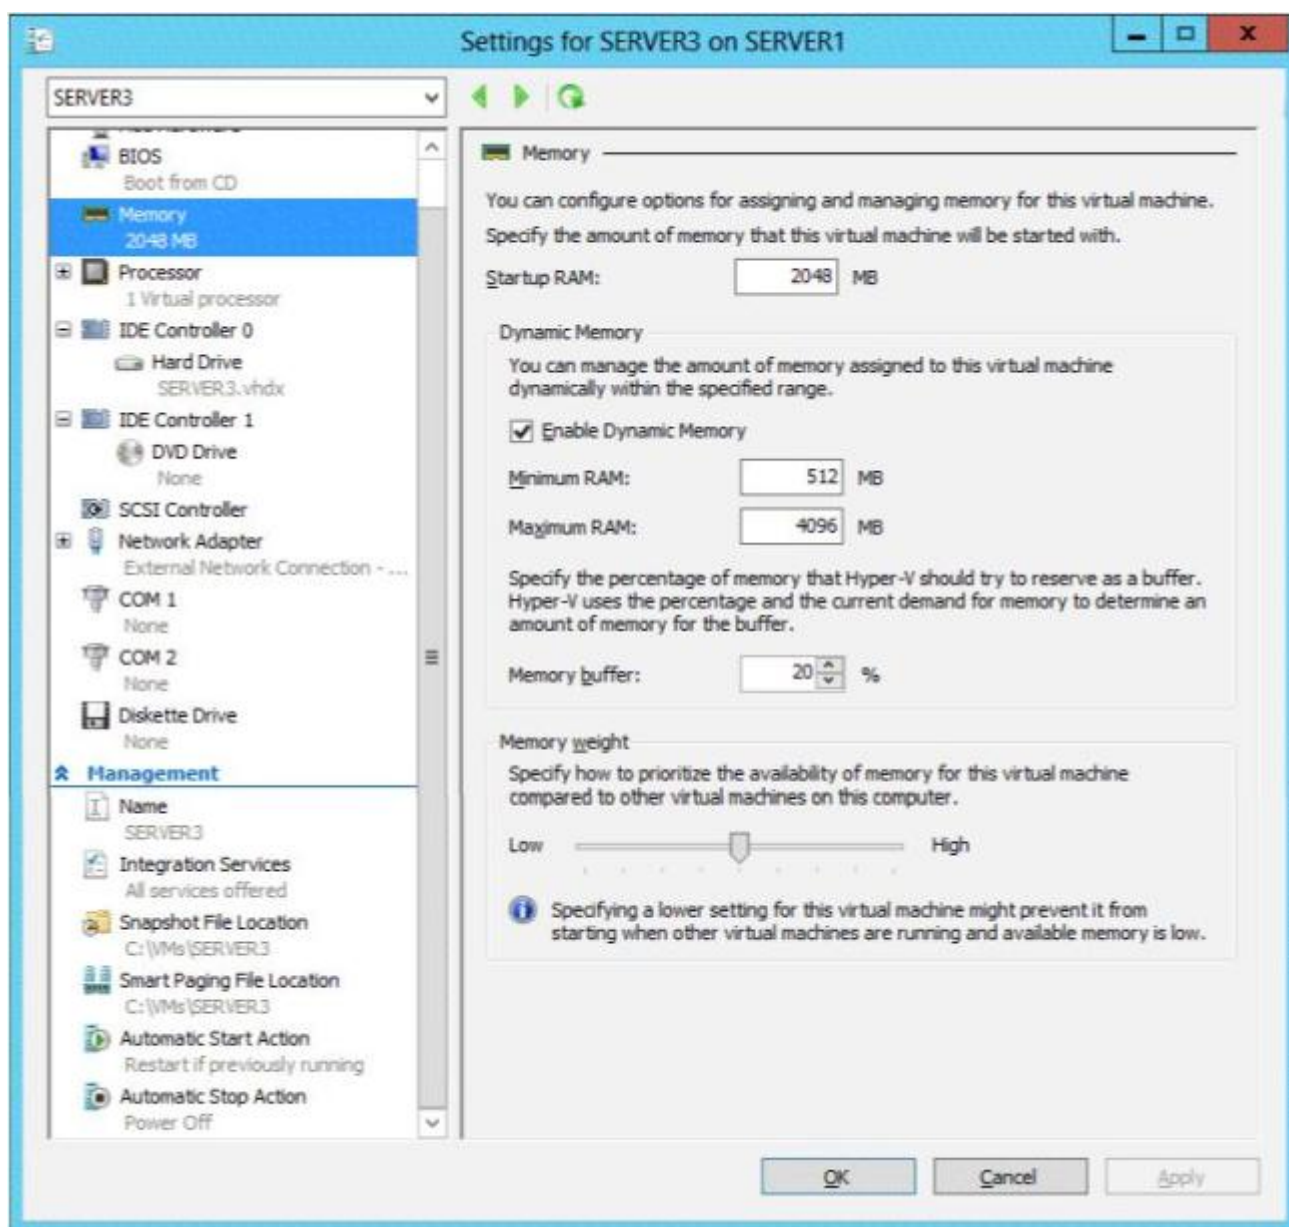 Settings for SERVER3 on SERVER1
SERVER3
BIOS
Boot from CD
Memory
2048 MB
Processor
1 Virtual processor
IDE Controller 0
Hard Drive
SERVER3.vhdx
IDE Controller 1
DVD Drive
None
SCSI Controller
Network Adapter
External Network Connection - ...
COM 1
None
COM 2
None
Diskette Drive
None
Management
Name
SERVER3
Integration Services
All services offered
Snapshot File Location
C:\VMs\SERVER3
Smart Paging File Location
C:\VMs\SERVER3
Automatic Start Action
Restart if previously running
Automatic Stop Action
Power Off
Memory
You can configure options for assigning and managing memory for this virtual machine.
Specify the amount of memory that this virtual machine will be started with.
Startup RAM: 2048 MB
Dynamic Memory
You can manage the amount of memory assigned to this virtual machine
dynamically within the specified range.
Enable Dynamic Memory
Minimum RAM: 512 MB
Maximum RAM: 4096 MB
Specify the percentage of memory that Hyper-V should try to reserve as a buffer.
Hyper-V uses the percentage and the current demand for memory to determine an
amount of memory for the buffer.
Memory buffer: 20 %
Memory weight
Specify how to prioritize the availability of memory for this virtual machine
compared to other virtual machines on this computer.
Low High
Specifying a lower setting for this virtual machine might prevent it from
starting when other virtual machines are running and available memory is low.
OK Cancel Apply